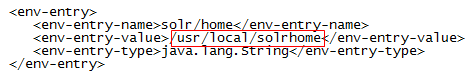 <env-entry>
<env-entry-name>solr/home</env-entry-name>
<env-entry-value>/usr/local/solrhome</env-entry-value>
<env-entry-type>java.lang.String</env-entry-type>
</env-entry>